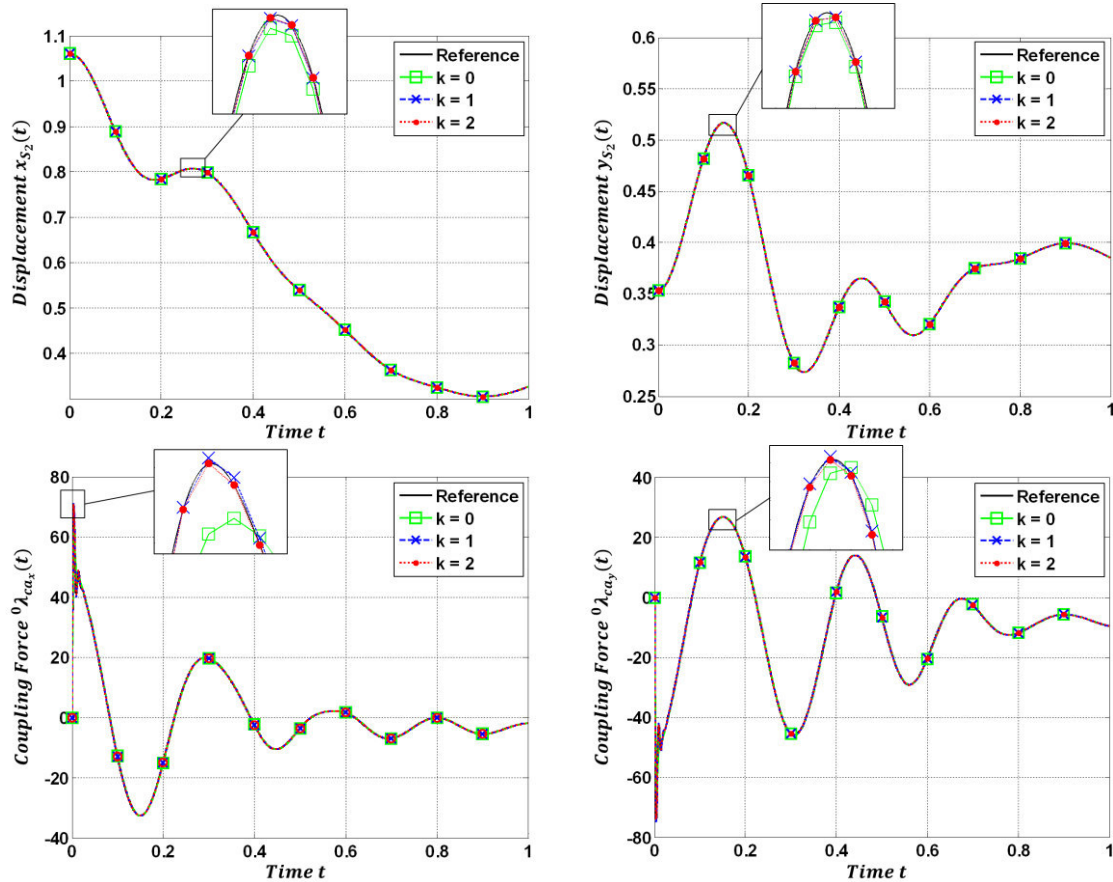 Displacement x_{S_2}(t)
1.1
1
0.9
0.8
0.7
0.6
0.5
0.4
0 0.2 0.4 0.6 0.8 1
Time t
Reference
k = 0
k = 1
k = 2
Displacement y_{S_2}(t)
0.6
0.55
0.5
0.45
0.4
0.35
0.3
0.25
0 0.2 0.4 0.6 0.8 1
Time t
Reference
k = 0
k = 1
k = 2
Coupling Force ^0λ_{ca_x}(t)
80
60
40
20
0
-20
-40
0 0.2 0.4 0.6 0.8 1
Time t
Reference
k = 0
k = 1
k = 2
Coupling Force ^0λ_{ca_y}(t)
40
20
0
-20
-40
-60
-80
0 0.2 0.4 0.6 0.8 1
Time t
Reference
k = 0
k = 1
k = 2